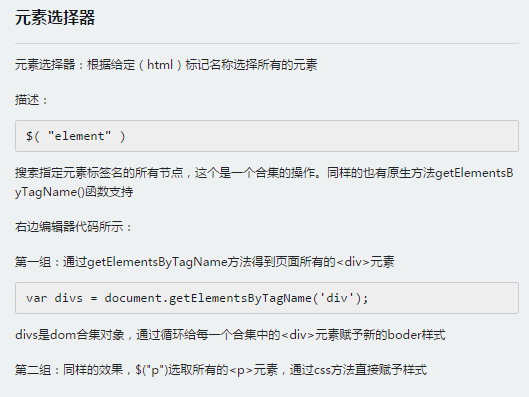 元素选择器
元素选择器：根据给定（html）标记名称选择所有的元素
描述：
$( "element" )
搜索指定元素标签名的所有节点，这个是一个合集的操作。同样的也有原生方法getElementsB
yTagName()函数支持
右边编辑器代码所示：
第一组：通过getElementsByTagName方法得到页面所有的<div>元素
var divs = document.getElementsByTagName('div');
divs是dom合集对象，通过循环给每一个合集中的<div>元素赋予新的boder样式
第二组：同样的效果，$("p")选取所有的<p>元素，通过css方法直接赋予样式